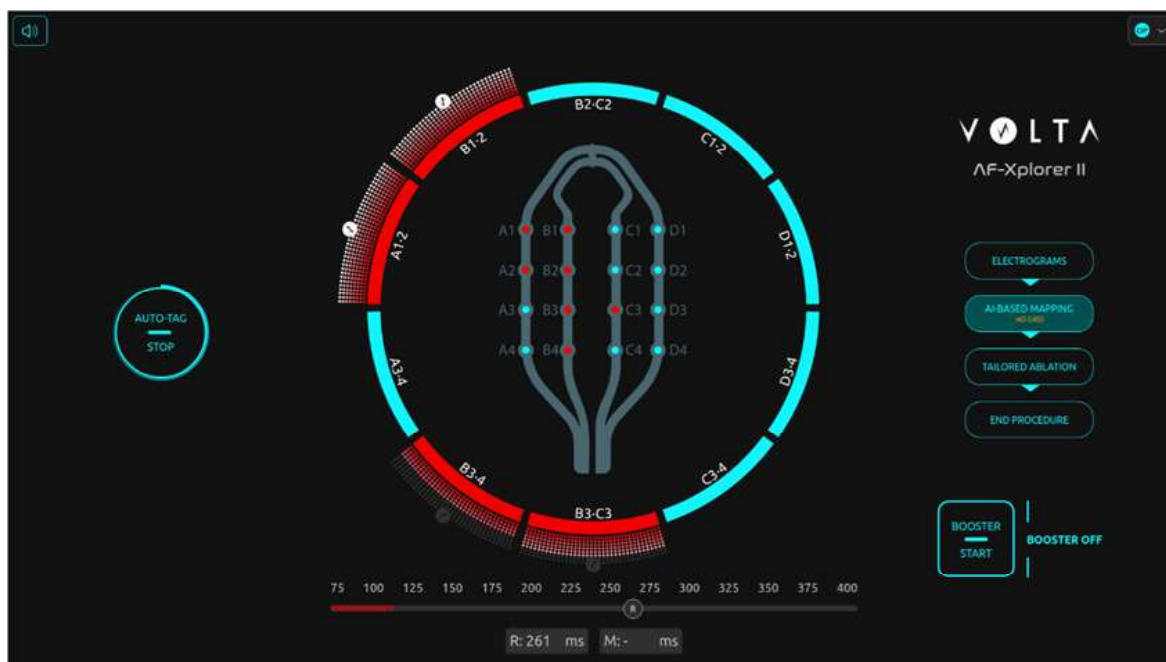 OP
B2-C2
B1-2
C1-2
VOLTA
AF-Xplorer II
A1-2
D1-2
A1 B1 C1 D1
A2 B2 C2 D2
A3 B3 C3 D3
A4 B4 C4 D4
ELECTROGRAMS
AI-BASED MAPPING
TAILORED ABLATION
END PROCEDURE
AUTO-TAG
STOP
A3-4
D3-4
B3-4
C3-4
B3-C3
BOOSTER
START
BOOSTER OFF
75 100 125 150 175 200 225 250 275 300 325 350 375 400
R
R: 261 ms M: - ms